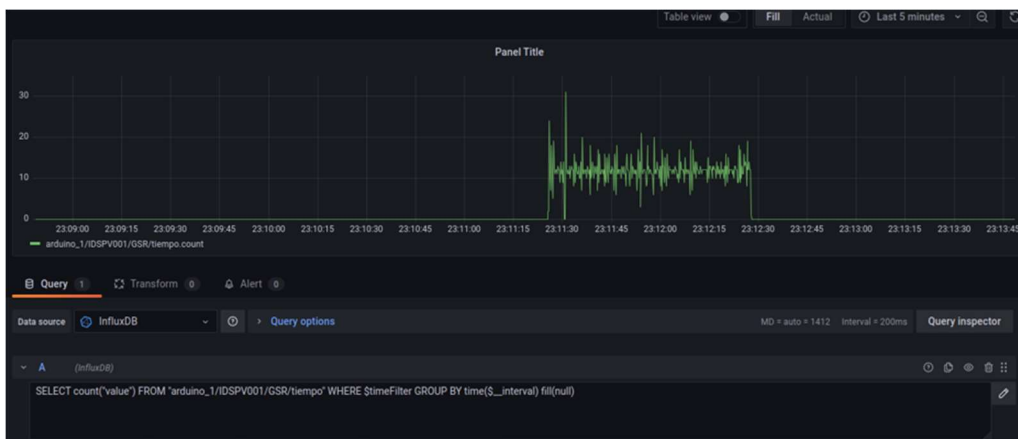 Table view Fill Actual Last 5 minutes
Panel Title
30
20
10
0
23:09:00 23:09:15 23:09:30 23:09:45 23:10:00 23:10:15 23:10:30 23:10:45 23:11:00 23:11:15 23:11:30 23:11:45 23:12:00 23:12:15 23:12:30 23:12:45 23:13:00 23:13:15 23:13:30 23:13:45
arduino_1/IDSPV001/GSR/tiempo.count
Query 1 Transform 0 Alert 0
Data source InfluxDB Query options MD = auto = 1412 Interval = 200ms Query inspector
A (InfluxDB)
SELECT count("value") FROM "arduino_1/IDSPV001/GSR/tiempo" WHERE $timeFilter GROUP BY time($__interval) fill(null)